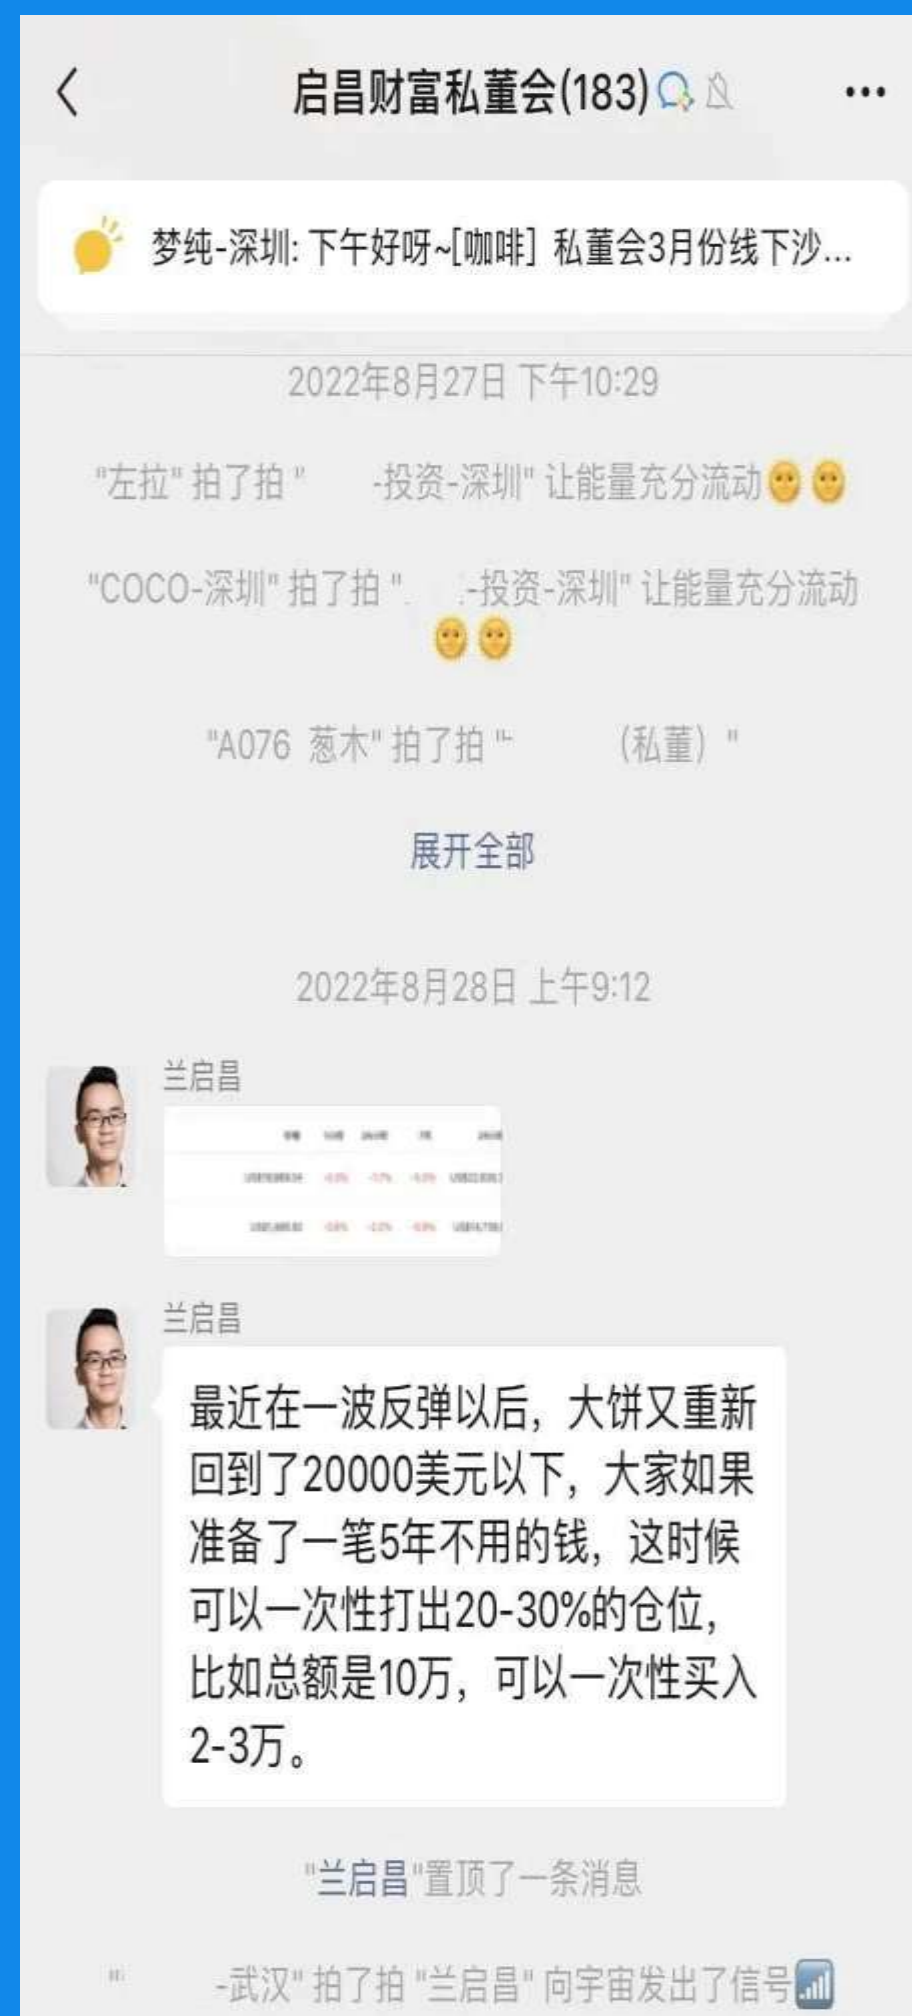 启昌财富私董会(183)
梦纯-深圳: 下午好呀~[咖啡] 私董会3月份线下沙...
2022年8月27日 下午10:29
"左拉" 拍了拍 " -投资-深圳" 让能量充分流动
"COCO-深圳" 拍了拍 " -投资-深圳" 让能量充分流动
"A076 葱木" 拍了拍 " （私董）"
展开全部
2022年8月28日 上午9:12
兰启昌
兰启昌
最近在一波反弹以后，大饼又重新
回到了20000美元以下，大家如果
准备了一笔5年不用的钱，这时候
可以一次性打出20-30%的仓位，
比如总额是10万，可以一次性买入
2-3万。
"兰启昌"置顶了一条消息
" -武汉" 拍了拍 "兰启昌" 向宇宙发出了信号